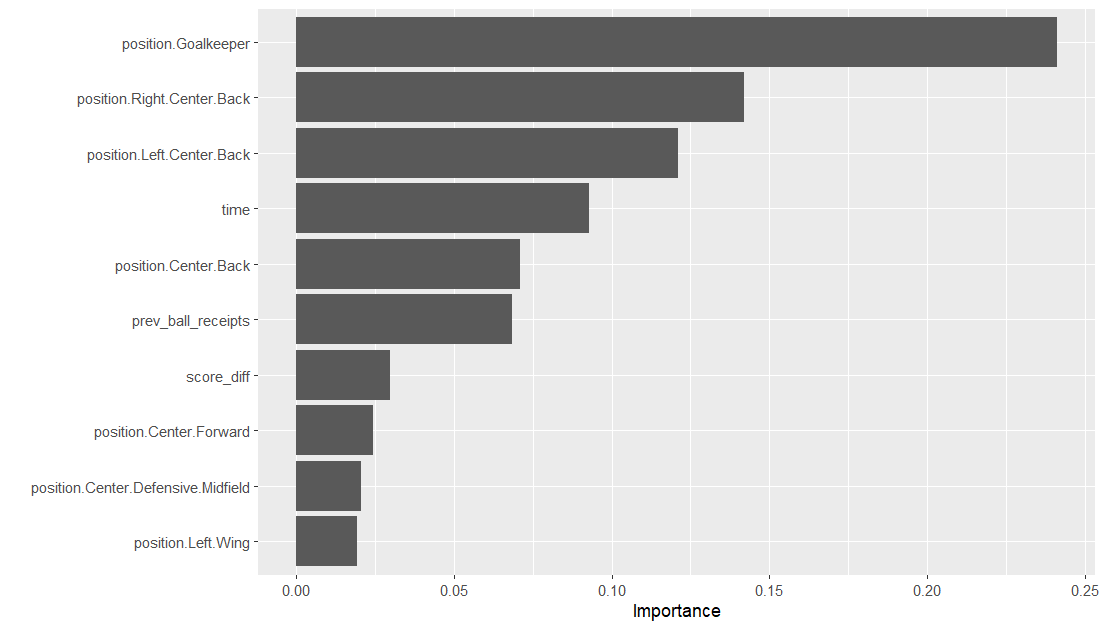 position.Goalkeeper
position.Right.Center.Back
position.Left.Center.Back
time
position.Center.Back
prev_ball_receipts
score_diff
position.Center.Forward
position.Center.Defensive.Midfield
position.Left.Wing
0.00 0.05 0.10 0.15 0.20 0.25
Importance